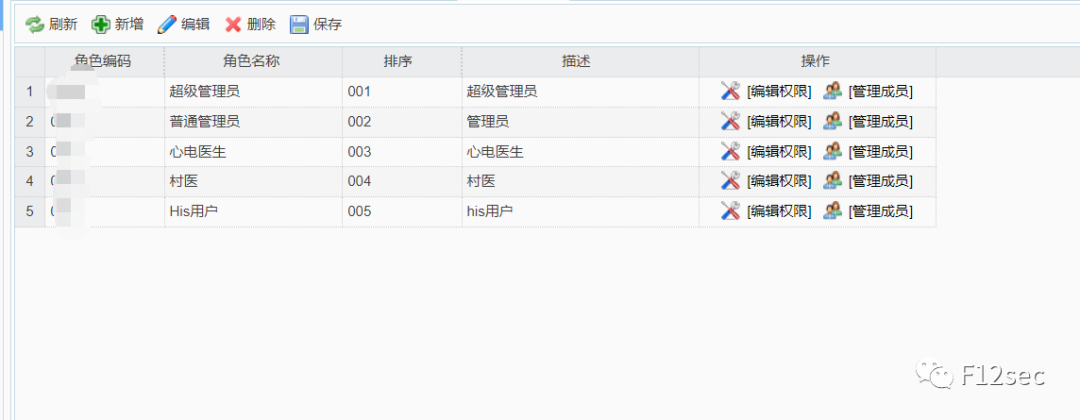 刷新 新增 编辑 删除 保存
角色编码 角色名称 排序 描述 操作
1 超级管理员 001 超级管理员 [编辑权限] [管理成员]
2 普通管理员 002 管理员 [编辑权限] [管理成员]
3 心电医生 003 心电医生 [编辑权限] [管理成员]
4 村医 004 村医 [编辑权限] [管理成员]
5 His用户 005 his用户 [编辑权限] [管理成员]
F12sec